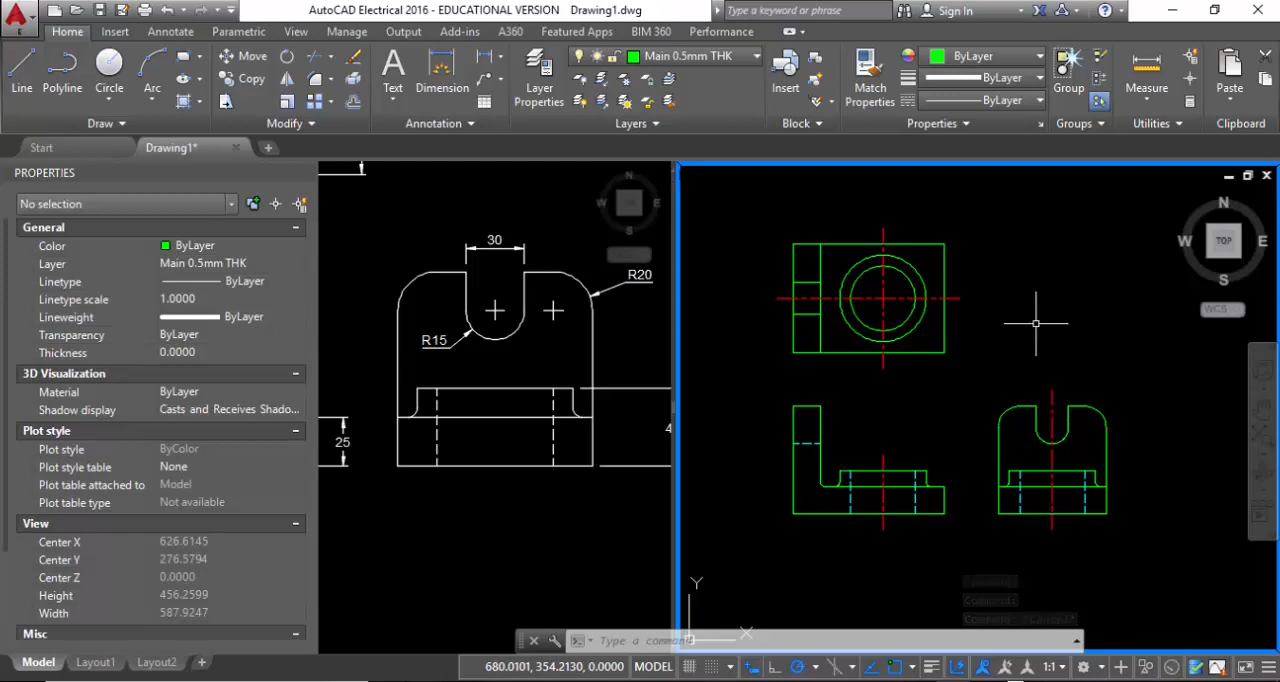 AutoCAD Electrical 2016 - EDUCATIONAL VERSION Drawing1.dwg
Type a keyword or phrase
Sign In
Home Insert Annotate Parametric View Manage Output Add-ins A360 Featured Apps BIM 360 Performance
Line Polyline Circle Arc
Move
Copy
Text Dimension
Layer
Properties
Main 0.5mm THK
Insert
Match
Properties
ByLayer
ByLayer
ByLayer
Group
Measure
Paste
Draw Modify Annotation Layers Block Properties Groups Utilities Clipboard
Start Drawing1*
PROPERTIES
No selection
General
Color ByLayer
Layer Main 0.5mm THK
Linetype ByLayer
Linetype scale 1.0000
Lineweight ByLayer
Transparency ByLayer
Thickness 0.0000
3D Visualization
Material ByLayer
Shadow display Casts and Receives Shado...
Plot style
Plot style ByColor
Plot style table None
Plot table attached to Model
Plot table type Not available
View
Center X 626.6145
Center Y 276.5794
Center Z 0.0000
Height 456.2599
Width 587.9247
Misc
30
R20
R15
25
4
N
W E
S
N
W TOP E
S
WCS
Y
X
Command:
Type a command
Model Layout1 Layout2
680.0101, 354.2130, 0.0000 MODEL 1:1